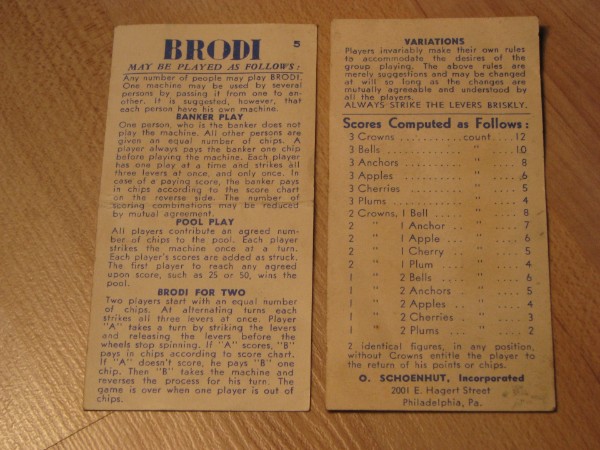 BRODI 5
MAY BE PLAYED AS FOLLOWS:
Any number of people may play BRODI.
One machine may be used by several
persons by passing it from one to an-
other. It is suggested, however, that
each person have his own machine.
BANKER PLAY
One person, who is the banker does not
play the machine. All other persons are
given an equal number of chips. A
player always pays the banker one chip
before playing the machine. Each player
has one play at a time and strikes all
three levers at once, and only once. In
case of a paying score, the banker pays
in chips according to the score chart
on the reverse side. The number of
scoring combinations may be reduced
by mutual agreement.
POOL PLAY
All players contribute an agreed num-
ber of chips to the pool. Each player
strikes the machine once at a turn.
Each player's scores are added as struck.
The first player to reach any agreed
upon score, such as 25 or 50, wins the
pool.
BRODI FOR TWO
Two players start with an equal number
of chips. At alternating turns each
strikes all three levers at once. Player
"A" takes a turn by striking the levers
and releasing the levers before the
wheels stop spinning. If "A" scores, "B"
pays in chips according to score chart.
If "A" doesn't score, he pays "B" one
chip. Then "B" takes the machine and
reverses the process for his turn. The
game is over when one player is out of
chips.
VARIATIONS
Players invariably make their own rules
to accommodate the desires of the
group playing. The above rules are
merely suggestions and may be changed
at will so long as the changes are
mutually agreeable and understood by
all the players.
ALWAYS STRIKE THE LEVERS BRISKLY.
Scores Computed as Follows:
3 Crowns ........... count .... 12
3 Bells .............. " .... 10
3 Anchors ........... " .... 8
3 Apples ............ " .... 6
3 Cherries .......... " .... 5
3 Plums ............. " .... 4
2 Crowns, 1 Bell ...... " .... 8
2 " 1 Anchor .... " .... 7
2 " 1 Apple ..... " .... 6
2 " 1 Cherry .... " .... 5
2 " 1 Plum ...... " .... 4
1 " 2 Bells ...... " .... 6
1 " 2 Anchors ... " .... 5
1 " 2 Apples .... " .... 4
1 " 2 Cherries ... " .... 3
1 " 2 Plums ..... " .... 2
2 identical figures, in any position,
without Crowns entitle the player to
the return of his points or chips.
O. SCHOENHUT, Incorporated
2001 E. Hagert Street
Philadelphia, Pa.